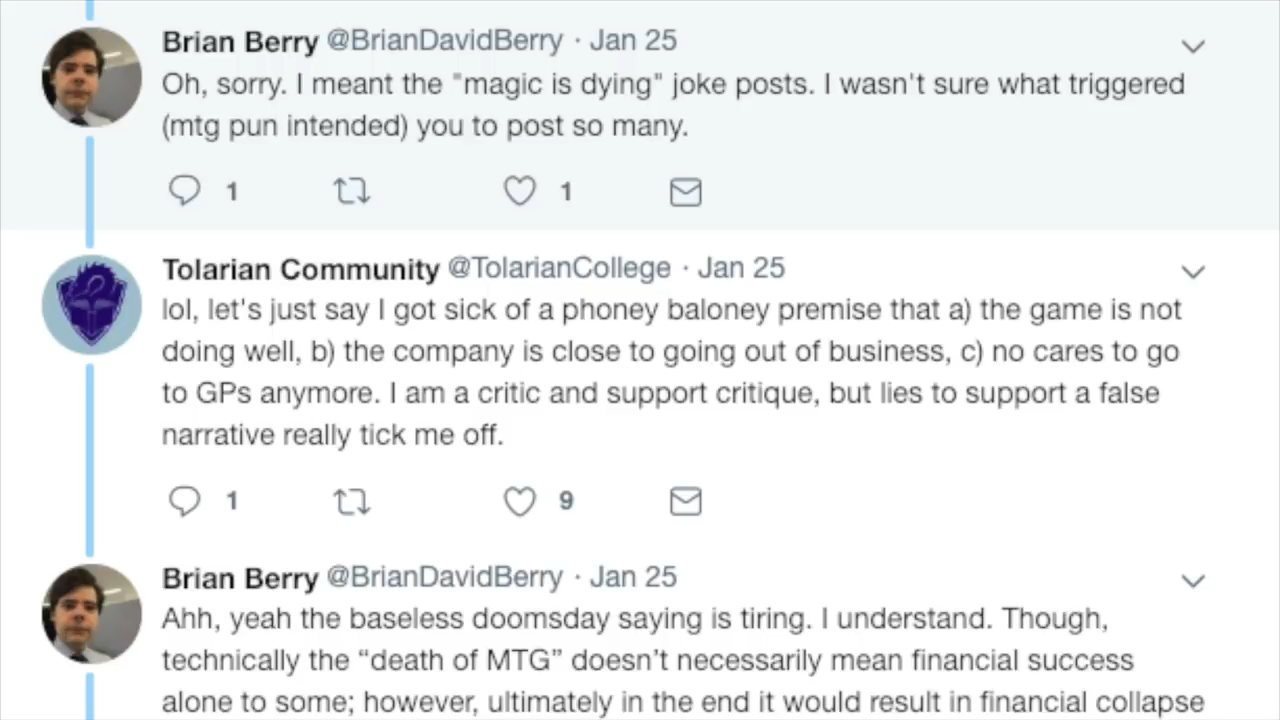 Brian Berry @BrianDavidBerry · Jan 25
Oh, sorry. I meant the "magic is dying" joke posts. I wasn't sure what triggered
(mtg pun intended) you to post so many.
1 1
Tolarian Community @TolarianCollege · Jan 25
lol, let's just say I got sick of a phoney baloney premise that a) the game is not
doing well, b) the company is close to going out of business, c) no cares to go
to GPs anymore. I am a critic and support critique, but lies to support a false
narrative really tick me off.
1 9
Brian Berry @BrianDavidBerry · Jan 25
Ahh, yeah the baseless doomsday saying is tiring. I understand. Though,
technically the “death of MTG” doesn’t necessarily mean financial success
alone to some; however, ultimately in the end it would result in financial collapse